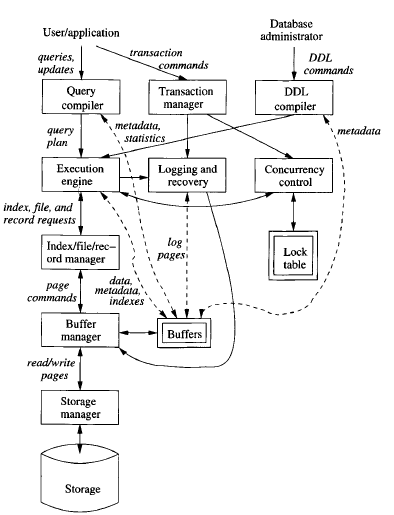 User/application
Database
administrator
queries,
updates
transaction
commands
DDL
commands
Query
compiler
Transaction
manager
DDL
compiler
query
plan
metadata,
statistics
metadata
Execution
engine
Logging and
recovery
Concurrency
control
index, file, and
record requests
log
pages
Index/file/rec-
ord manager
Lock
table
page
commands
data,
metadata,
indexes
Buffer
manager
Buffers
read/write
pages
Storage
manager
Storage